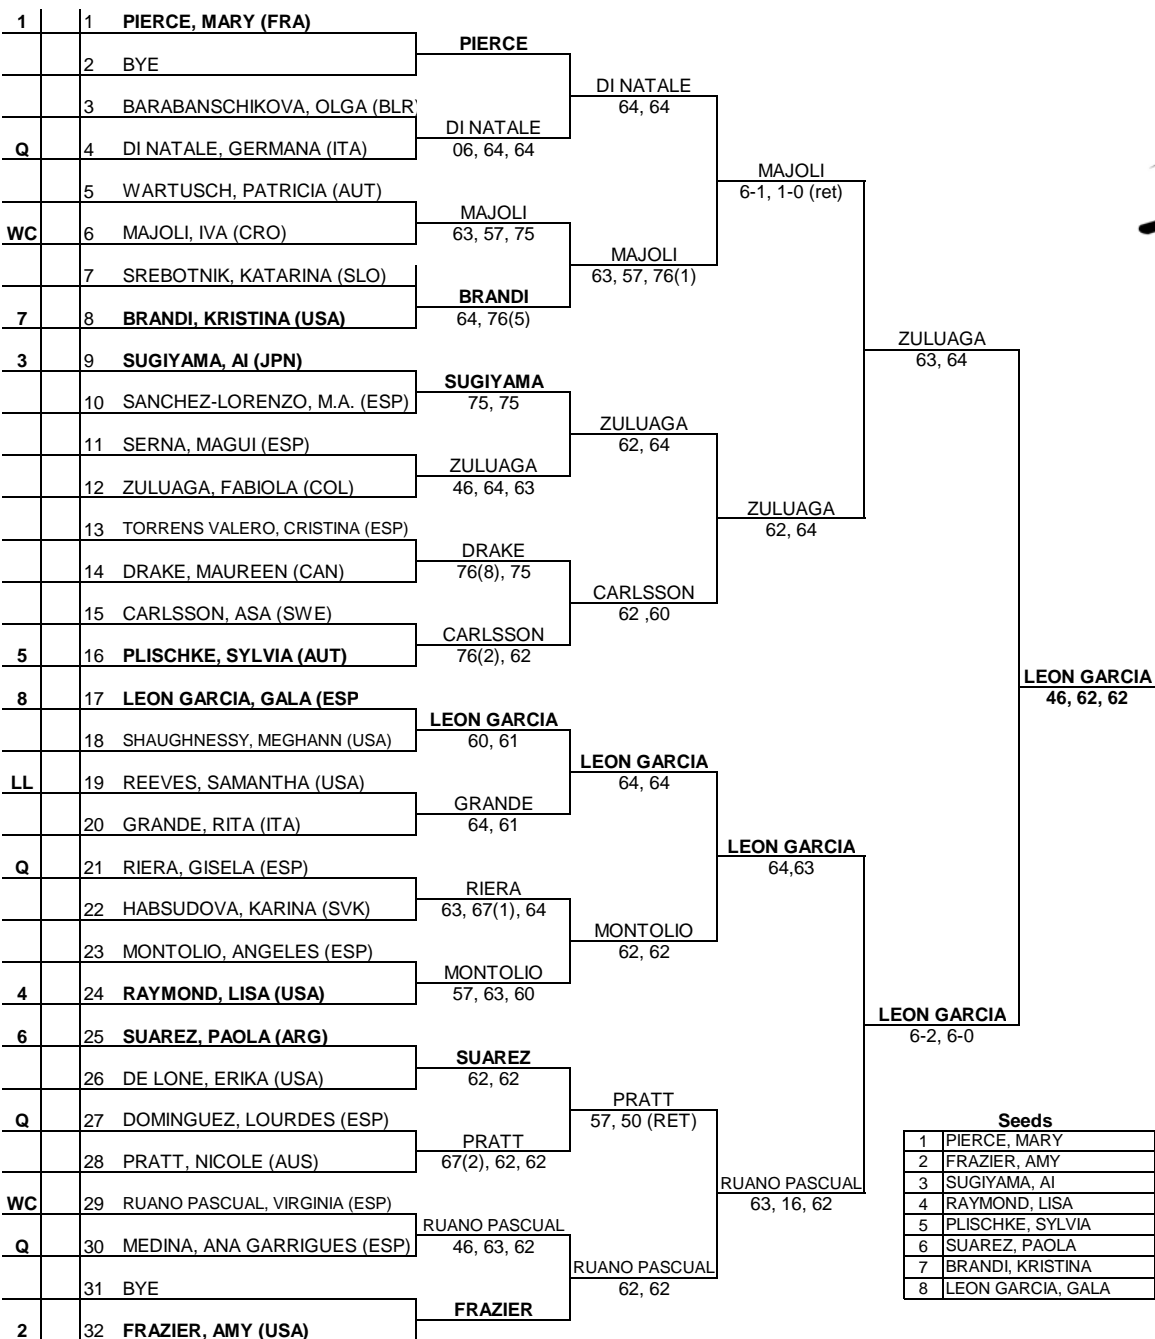 1 1 PIERCE, MARY (FRA)
PIERCE
2 BYE
DI NATALE
64, 64
3 BARABANSCHIKOVA, OLGA (BLR)
DI NATALE
06, 64, 64
Q 4 DI NATALE, GERMANA (ITA)
MAJOLI
6-1, 1-0 (ret)
5 WARTUSCH, PATRICIA (AUT)
MAJOLI
63, 57, 75
WC 6 MAJOLI, IVA (CRO)
MAJOLI
63, 57, 76(1)
7 SREBOTNIK, KATARINA (SLO)
BRANDI
64, 76(5)
7 8 BRANDI, KRISTINA (USA)
ZULUAGA
63, 64
3 9 SUGIYAMA, AI (JPN)
SUGIYAMA
75, 75
10 SANCHEZ-LORENZO, M.A. (ESP)
ZULUAGA
62, 64
11 SERNA, MAGUI (ESP)
ZULUAGA
46, 64, 63
12 ZULUAGA, FABIOLA (COL)
ZULUAGA
62, 64
13 TORRENS VALERO, CRISTINA (ESP)
DRAKE
76(8), 75
14 DRAKE, MAUREEN (CAN)
CARLSSON
62 ,60
15 CARLSSON, ASA (SWE)
CARLSSON
76(2), 62
5 16 PLISCHKE, SYLVIA (AUT)
LEON GARCIA
46, 62, 62
8 17 LEON GARCIA, GALA (ESP
LEON GARCIA
60, 61
18 SHAUGHNESSY, MEGHANN (USA)
LEON GARCIA
64, 64
LL 19 REEVES, SAMANTHA (USA)
GRANDE
64, 61
20 GRANDE, RITA (ITA)
LEON GARCIA
64,63
Q 21 RIERA, GISELA (ESP)
RIERA
63, 67(1), 64
22 HABSUDOVA, KARINA (SVK)
MONTOLIO
62, 62
23 MONTOLIO, ANGELES (ESP)
MONTOLIO
57, 63, 60
4 24 RAYMOND, LISA (USA)
LEON GARCIA
6-2, 6-0
6 25 SUAREZ, PAOLA (ARG)
SUAREZ
62, 62
26 DE LONE, ERIKA (USA)
PRATT
57, 50 (RET)
Q 27 DOMINGUEZ, LOURDES (ESP)
PRATT
67(2), 62, 62
28 PRATT, NICOLE (AUS)
RUANO PASCUAL
63, 16, 62
WC 29 RUANO PASCUAL, VIRGINIA (ESP)
RUANO PASCUAL
46, 63, 62
Q 30 MEDINA, ANA GARRIGUES (ESP)
RUANO PASCUAL
62, 62
31 BYE
FRAZIER
2 32 FRAZIER, AMY (USA)
Seeds
1 PIERCE, MARY
2 FRAZIER, AMY
3 SUGIYAMA, AI
4 RAYMOND, LISA
5 PLISCHKE, SYLVIA
6 SUAREZ, PAOLA
7 BRANDI, KRISTINA
8 LEON GARCIA, GALA